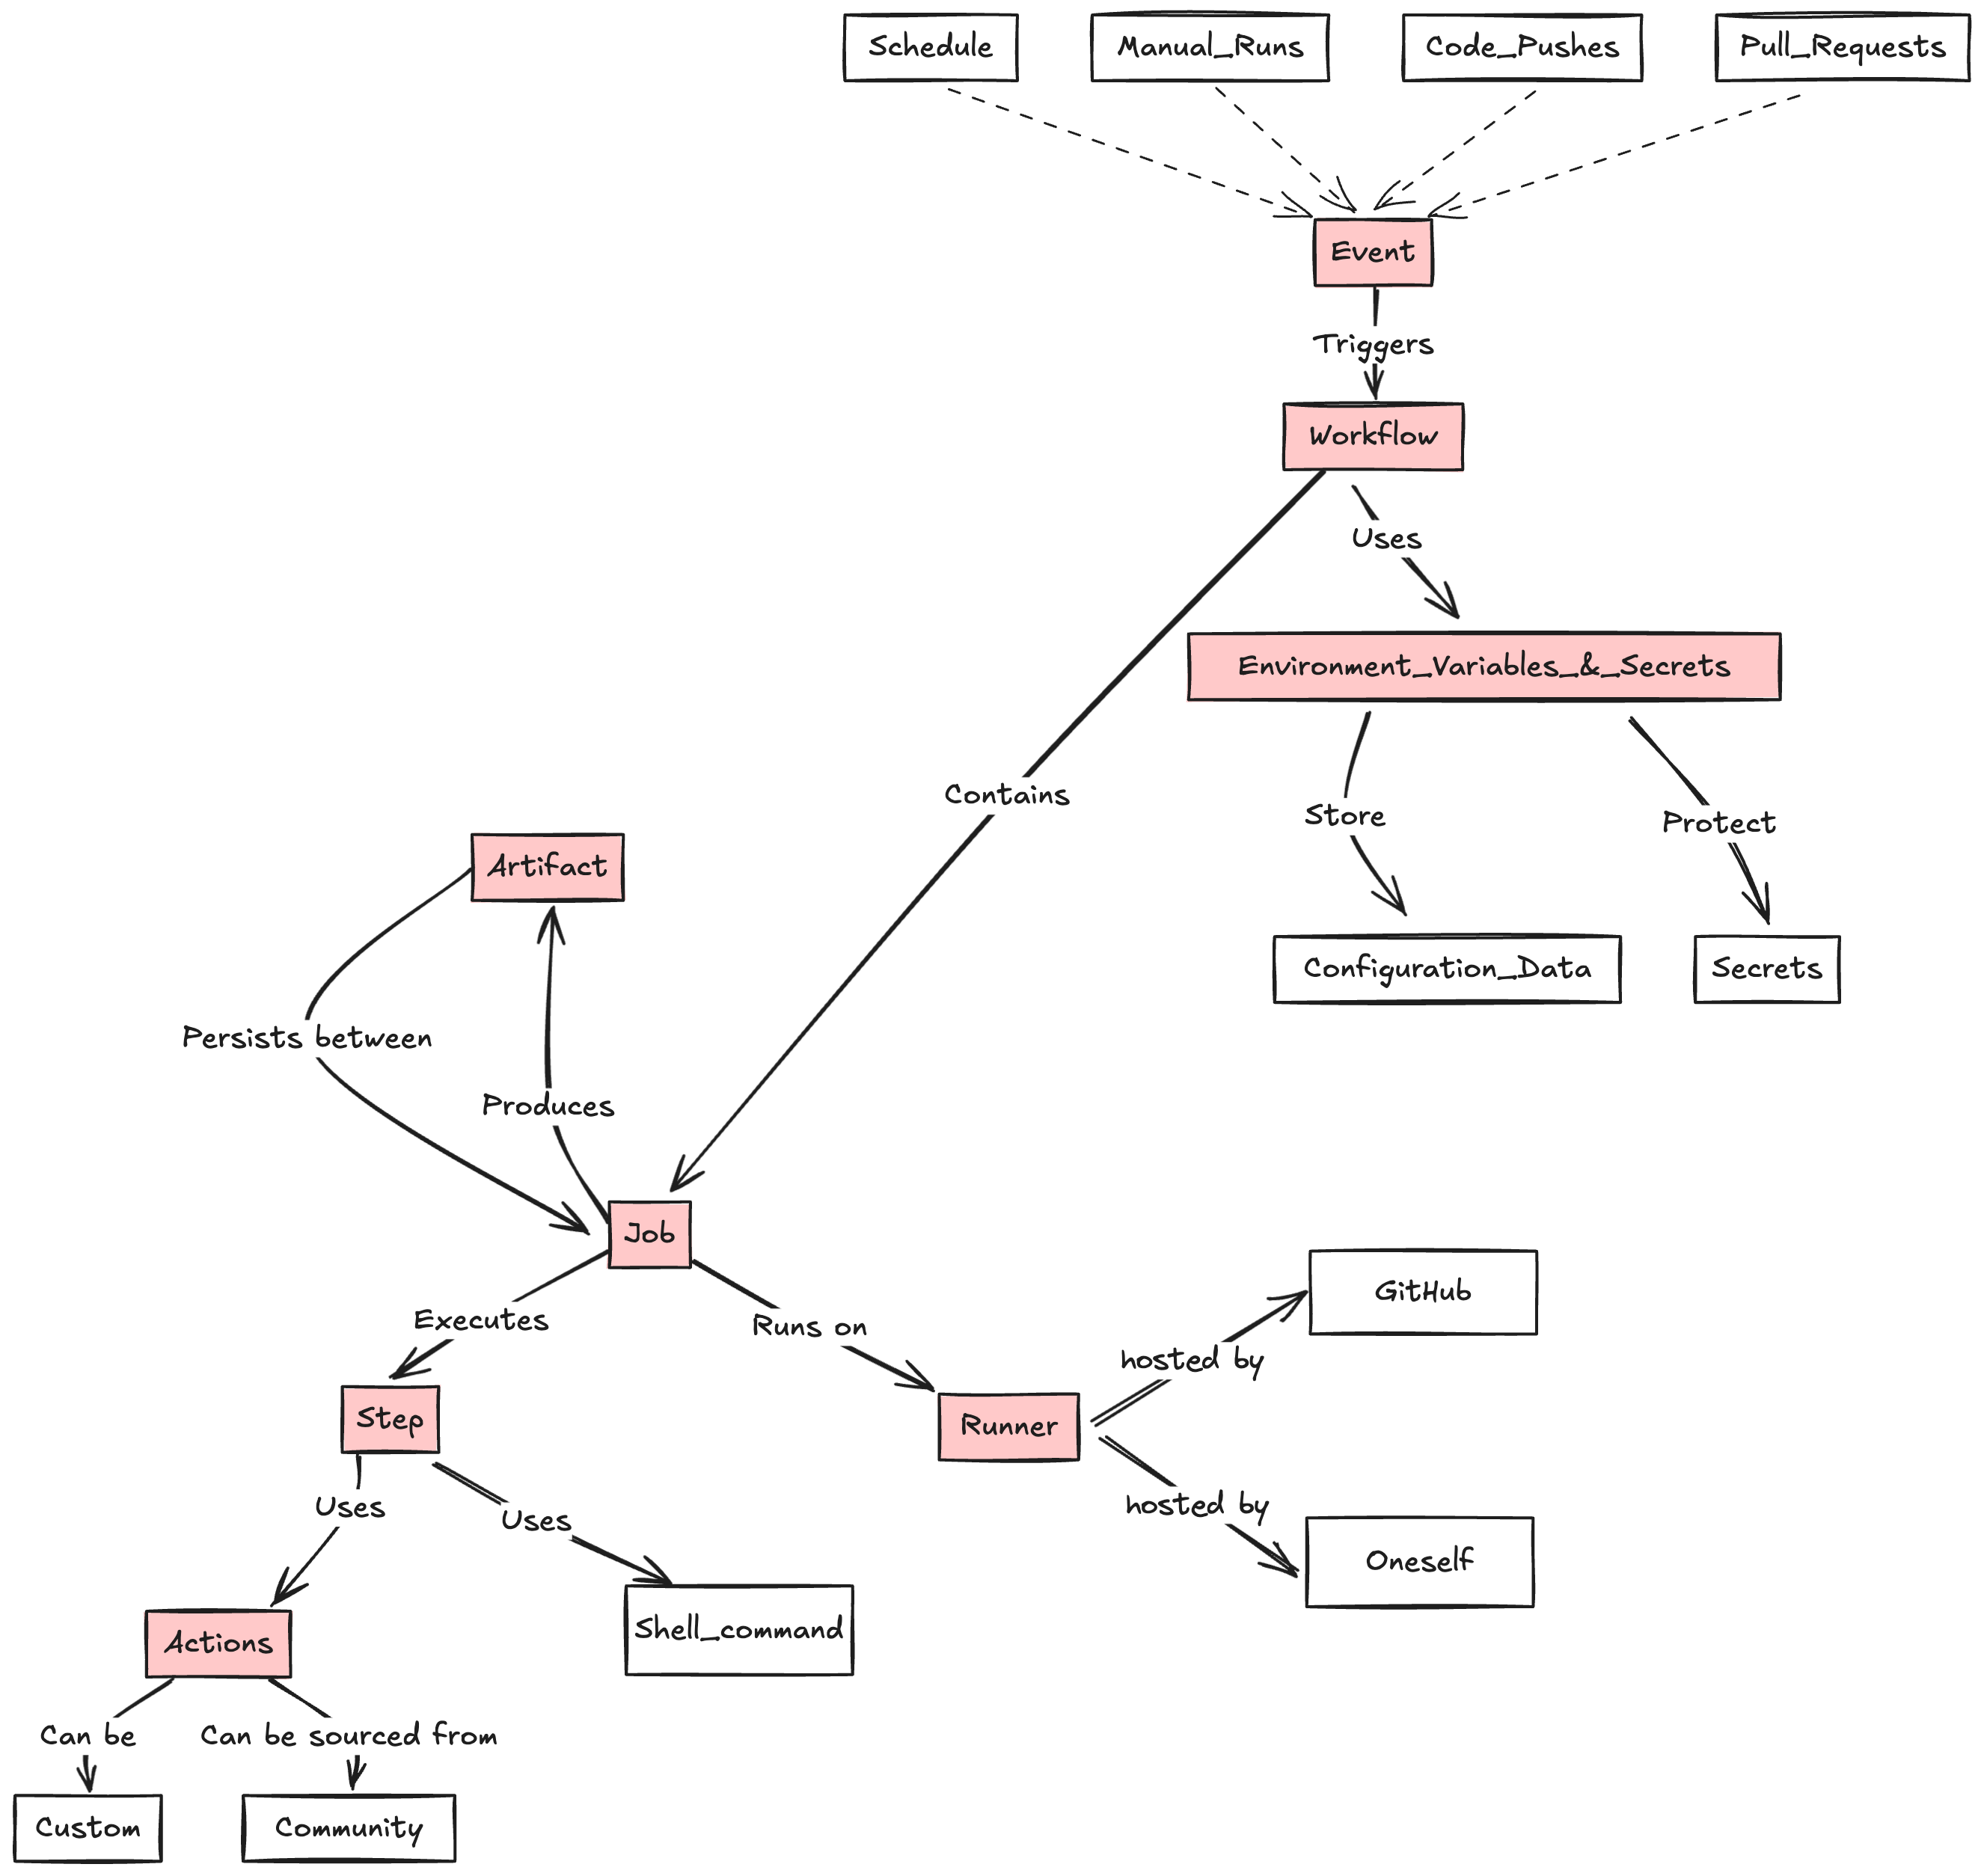 Schedule
Manual_Runs
Code_Pushes
Pull_Requests
Event
Triggers
Workflow
Uses
Environment_Variables_&_Secrets
Contains
Store
Protect
Artifact
Configuration_Data
Secrets
Persists between
Produces
Job
GitHub
Executes
Runs on
hosted by
Step
Runner
Uses
Uses
hosted by
Oneself
Actions
Shell_command
Can be
Can be sourced from
Custom
Community